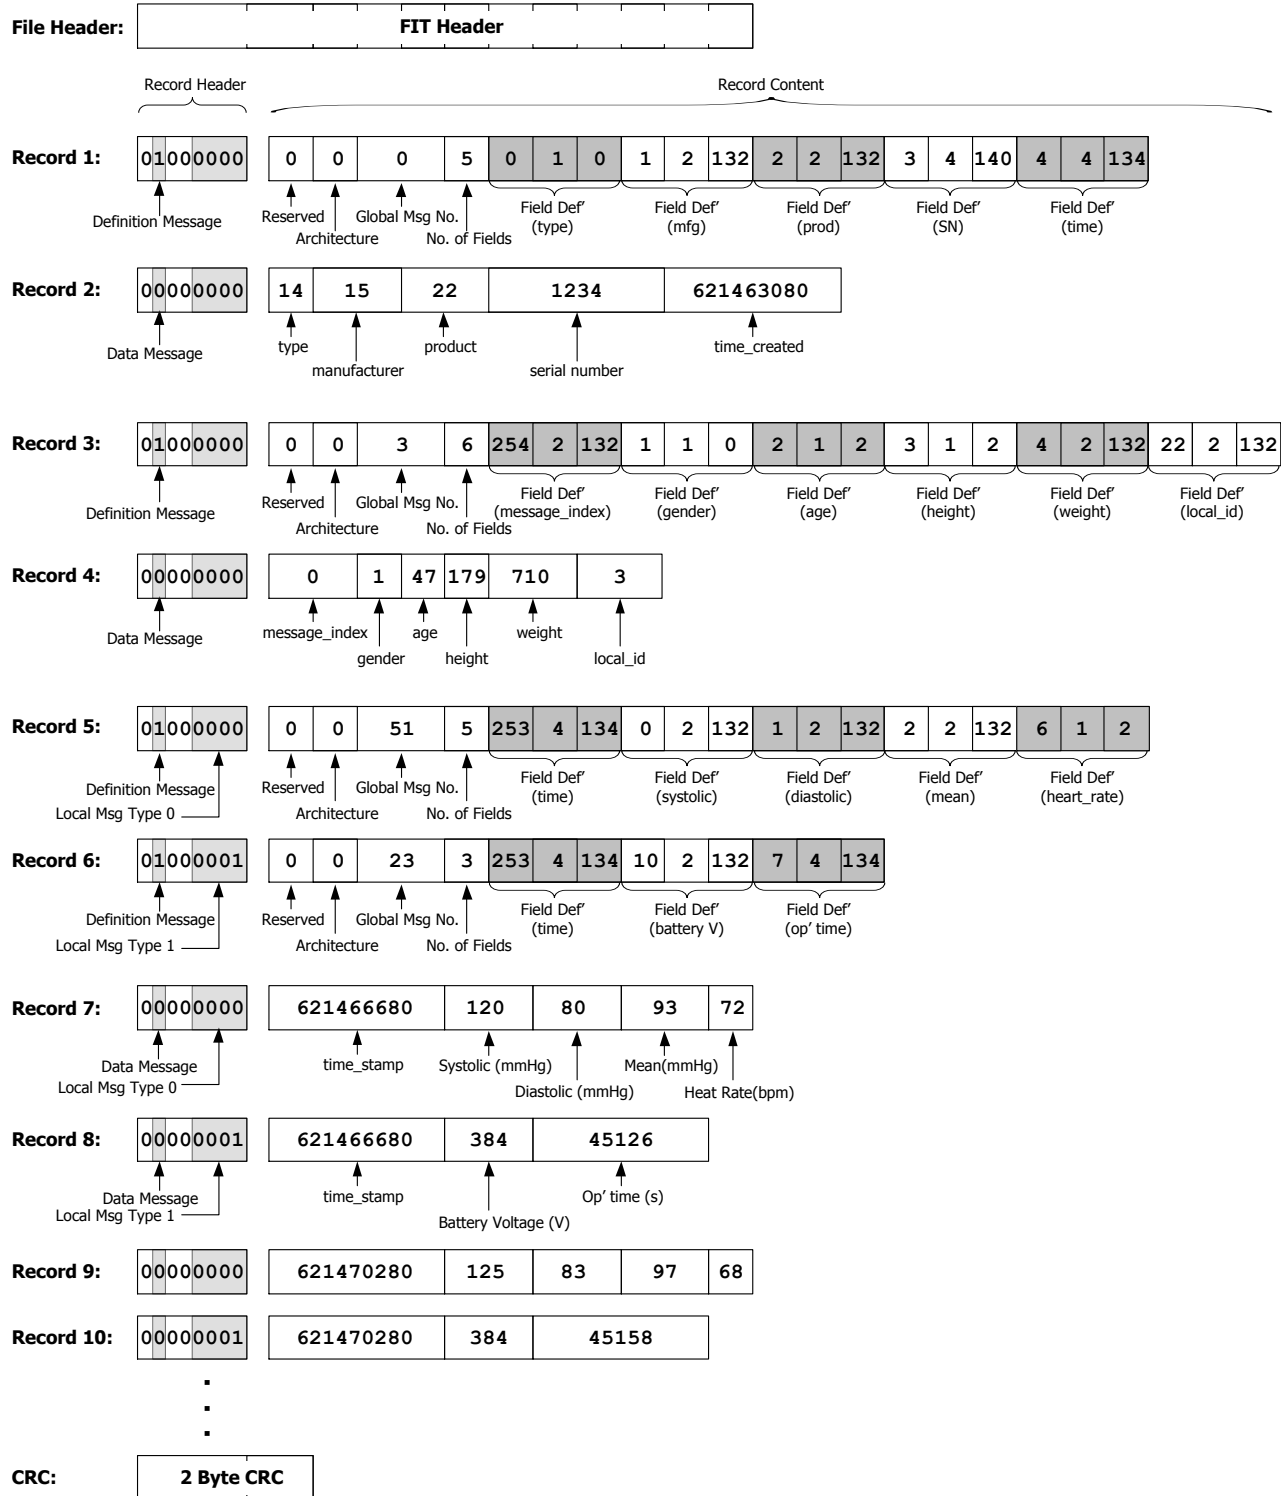 File Header: FIT Header
Record Header Record Content
Record 1: 01000000 0 0 0 5 0 1 0 1 2 132 2 2 132 3 4 140 4 4 134
Definition Message Reserved Architecture Global Msg No. No. of Fields Field Def’ (type) Field Def’ (mfg) Field Def’ (prod) Field Def’ (SN) Field Def’ (time)
Record 2: 00000000 14 15 22 1234 621463080
Data Message type manufacturer product serial number time_created
Record 3: 01000000 0 0 3 6 254 2 132 1 1 0 2 1 2 3 1 2 4 2 132 22 2 132
Definition Message Reserved Architecture Global Msg No. No. of Fields Field Def’ (message_index) Field Def’ (gender) Field Def’ (age) Field Def’ (height) Field Def’ (weight) Field Def’ (local_id)
Record 4: 00000000 0 1 47 179 710 3
Data Message message_index gender age height weight local_id
Record 5: 01000000 0 0 51 5 253 4 134 0 2 132 1 2 132 2 2 132 6 1 2
Definition Message Local Msg Type 0 Reserved Architecture Global Msg No. No. of Fields Field Def’ (time) Field Def’ (systolic) Field Def’ (diastolic) Field Def’ (mean) Field Def’ (heart_rate)
Record 6: 01000001 0 0 23 3 253 4 134 10 2 132 7 4 134
Definition Message Local Msg Type 1 Reserved Architecture Global Msg No. No. of Fields Field Def’ (time) Field Def’ (battery V) Field Def’ (op’ time)
Record 7: 00000000 621466680 120 80 93 72
Data Message Local Msg Type 0 time_stamp Systolic (mmHg) Diastolic (mmHg) Mean(mmHg) Heat Rate(bpm)
Record 8: 00000001 621466680 384 45126
Data Message Local Msg Type 1 time_stamp Battery Voltage (V) Op’ time (s)
Record 9: 00000000 621470280 125 83 97 68
Record 10: 00000001 621470280 384 45158
CRC: 2 Byte CRC